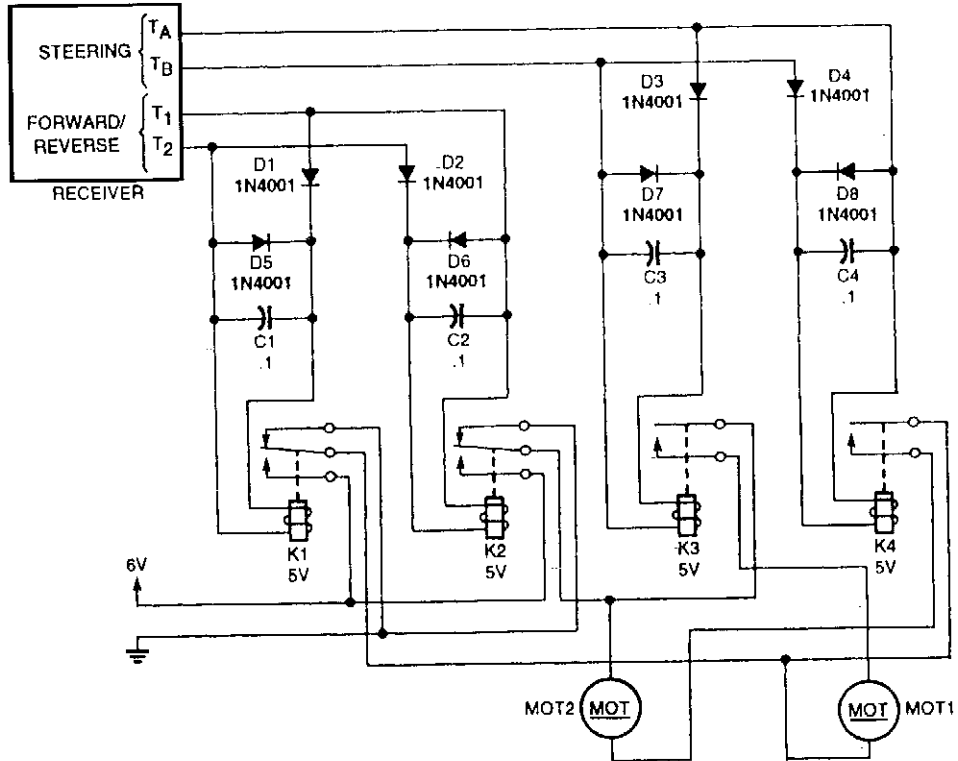 STEERING
TA
TB
FORWARD/
REVERSE
T1
T2
RECEIVER
D1
1N4001
D2
1N4001
D3
1N4001
D4
1N4001
D5
1N4001
D6
1N4001
D7
1N4001
D8
1N4001
C1
.1
C2
.1
C3
.1
C4
.1
K1
5V
K2
5V
K3
5V
K4
5V
6V
MOT2
MOT
MOT
MOT1